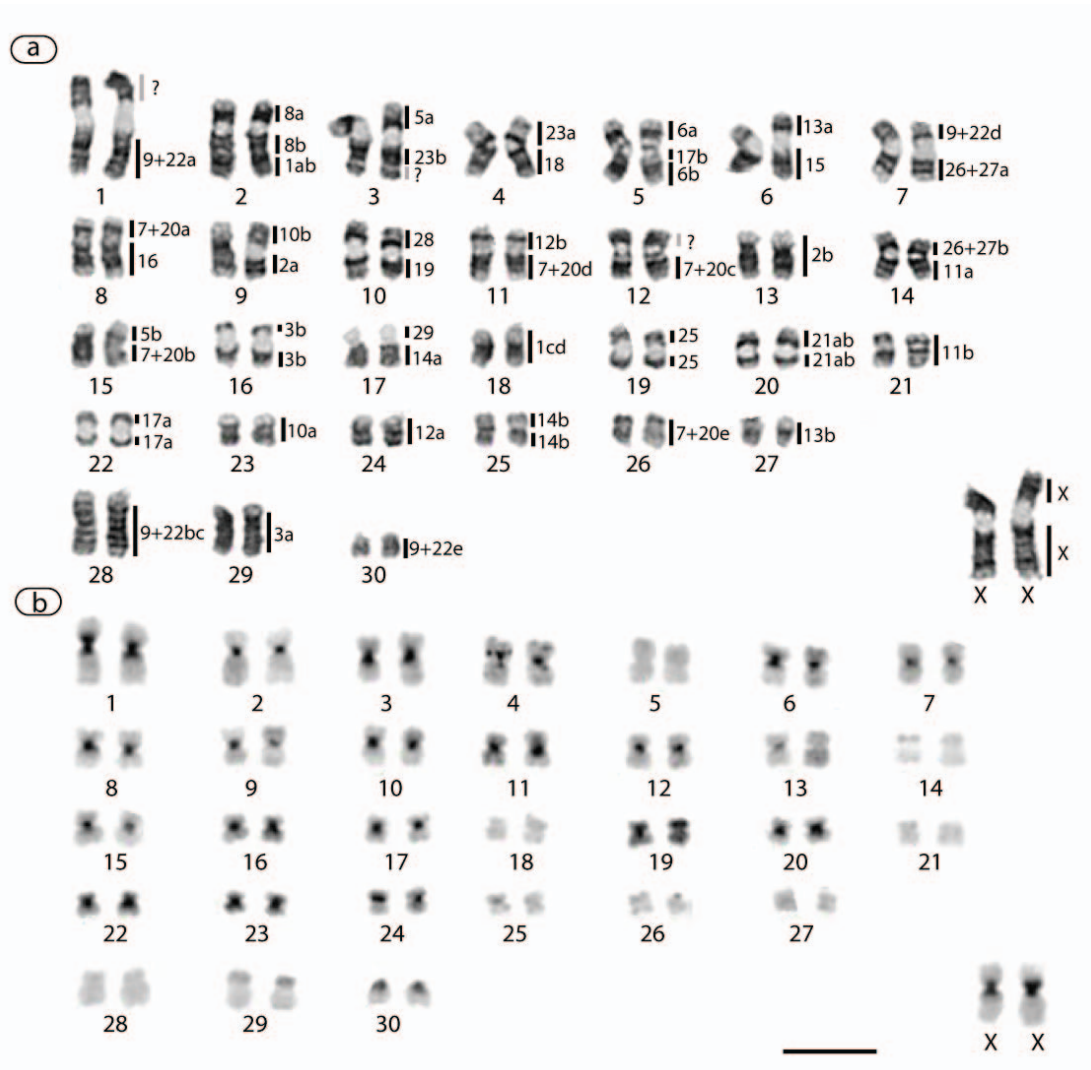 a
?
9+22a
8a
8b
1ab
5a
23b
?
23a
18
6a
17b
6b
13a
15
9+22d
26+27a
1 2 3 4 5 6 7
7+20a
16
10b
2a
28
19
12b
7+20d
?
7+20c
2b
26+27b
11a
8 9 10 11 12 13 14
5b
7+20b
3b
3b
29
14a
1cd
25
25
21ab
21ab
11b
15 16 17 18 19 20 21
17a
17a
10a
12a
14b
14b
7+20e
13b
22 23 24 25 26 27
9+22bc
3a
9+22e
X
X
28 29 30 X X
b
1 2 3 4 5 6 7
8 9 10 11 12 13 14
15 16 17 18 19 20 21
22 23 24 25 26 27
28 29 30 X X